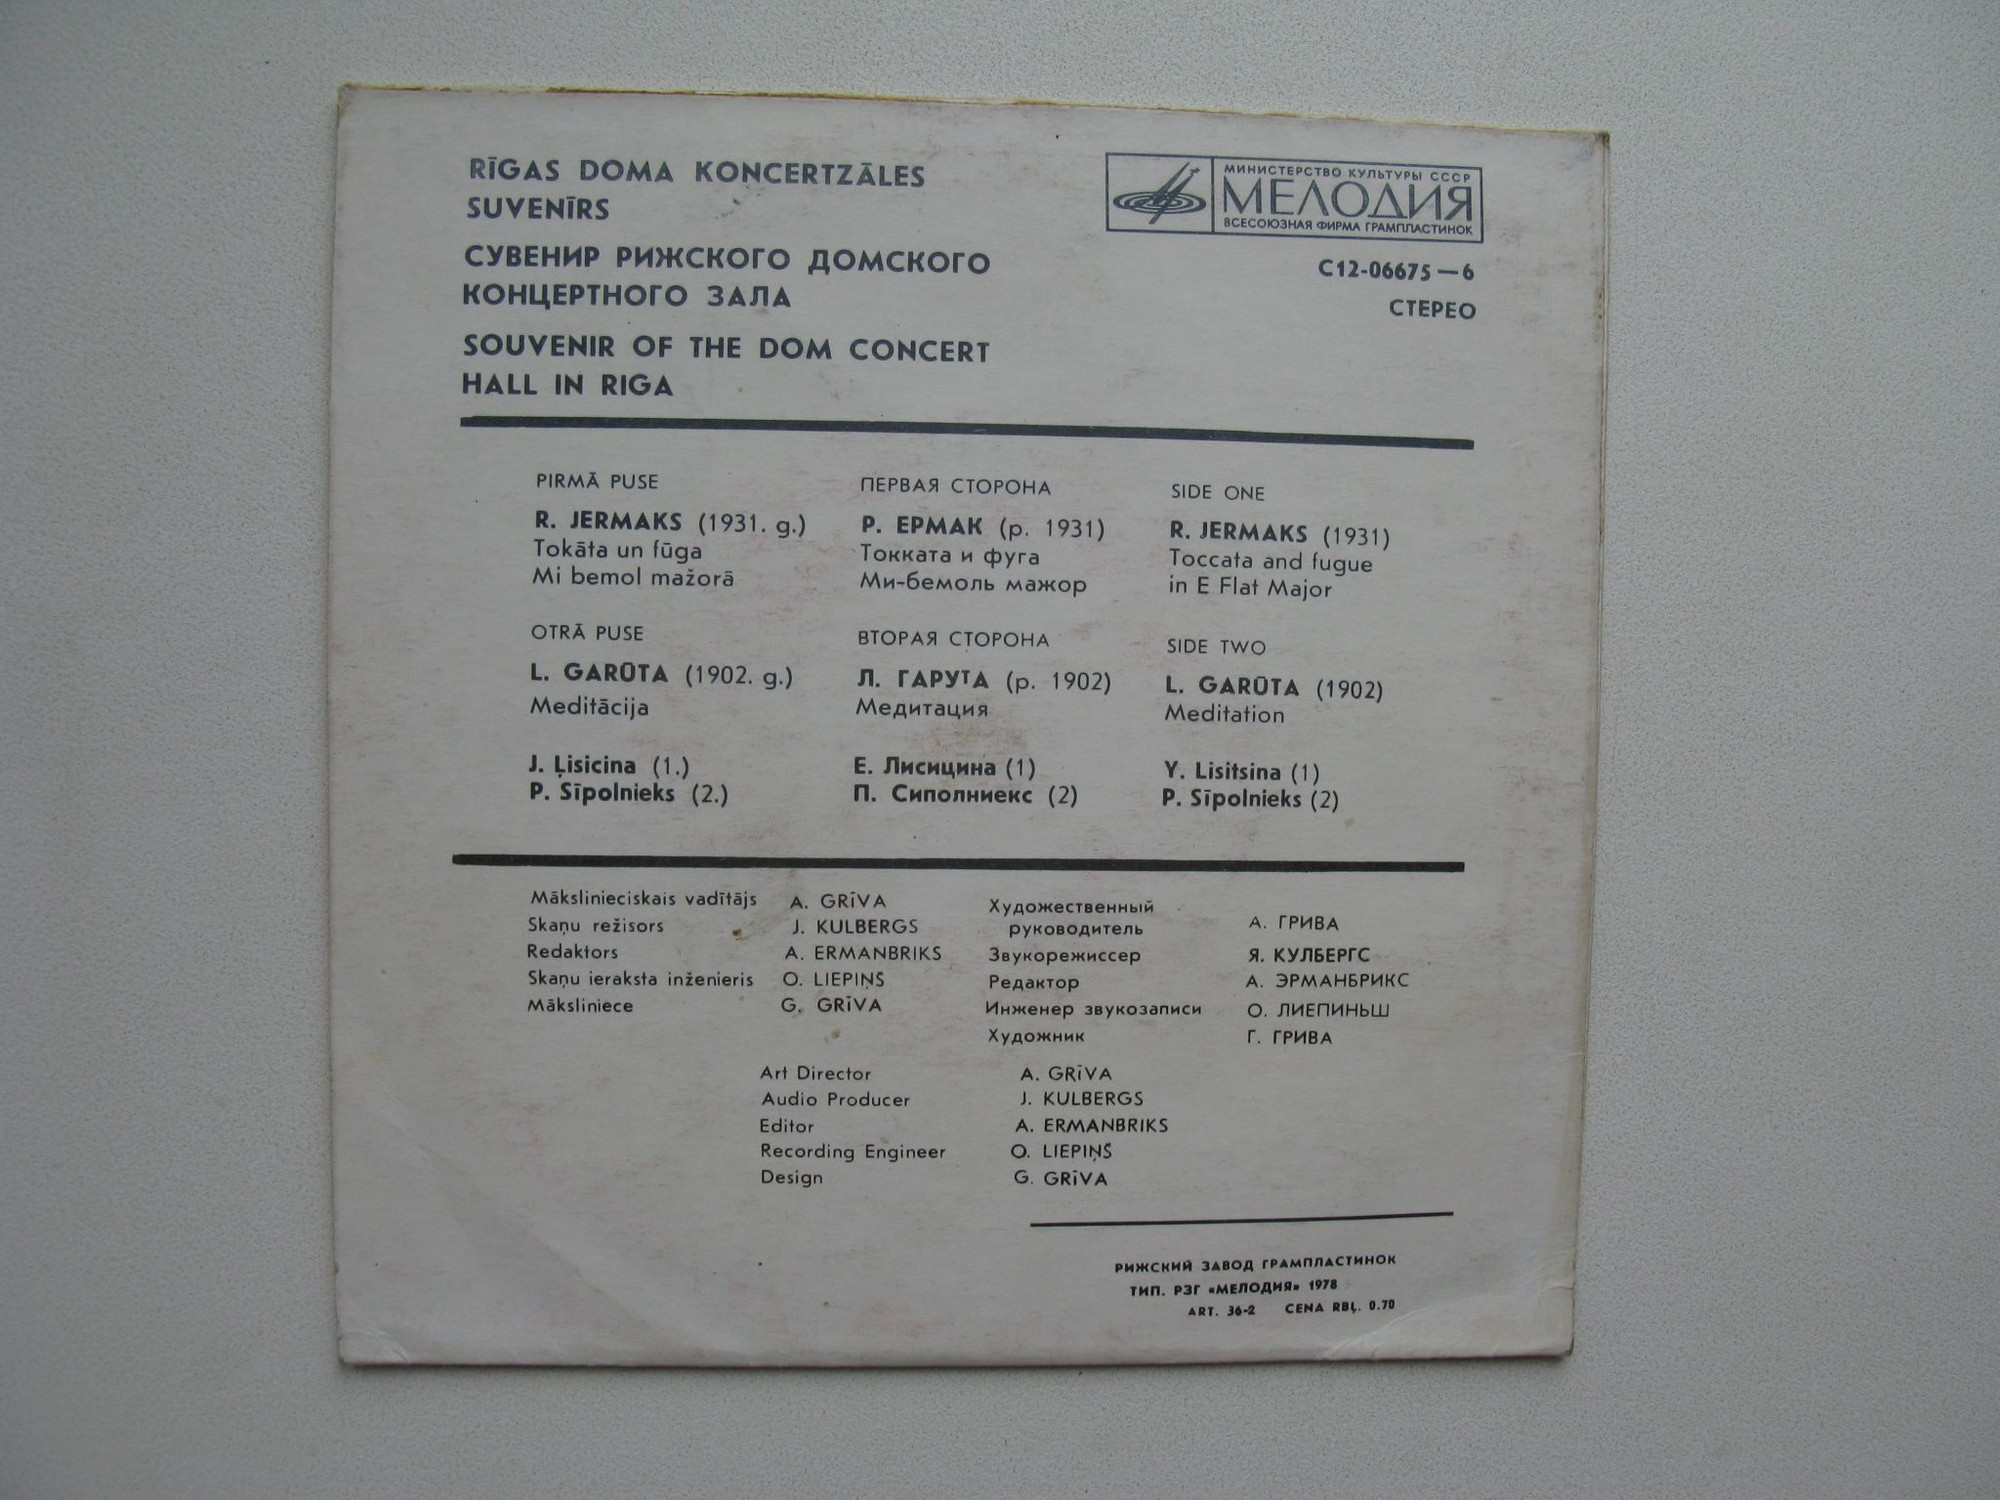 RĪGAS DOMA KONCERTZĀLES
SUVENĪRS
СУВЕНИР РИЖСКОГО ДОМСКОГО
КОНЦЕРТНОГО ЗАЛА
SOUVENIR OF THE DOM CONCERT
HALL IN RIGA
МИНИСТЕРСТВО КУЛЬТУРЫ СССР
МЕЛОДИЯ
ВСЕСОЮЗНАЯ ФИРМА ГРАМПЛАСТИНОК
С12-06675—6
СТЕРЕО
PIRMĀ PUSE
R. JERMAKS (1931. g.)
Tokāta un fūga
Mi bemol mažorā
OTRĀ PUSE
L. GARŪTA (1902. g.)
Meditācija
J. Ļisicina (1.)
P. Sīpolnieks (2.)
ПЕРВАЯ СТОРОНА
Р. ЕРМАК (р. 1931)
Токката и фуга
Ми-бемоль мажор
ВТОРАЯ СТОРОНА
Л. ГАРУТА (р. 1902)
Медитация
Е. Лисицина (1)
П. Сиполниекс (2)
SIDE ONE
R. JERMAKS (1931)
Toccata and fugue
in E Flat Major
SIDE TWO
L. GARŪTA (1902)
Meditation
Y. Lisitsina (1)
P. Sīpolnieks (2)
Mākslinieciskais vadītājs A. GRĪVA
Skaņu režisors J. KULBERGS
Redaktors A. ERMANBRIKS
Skaņu ieraksta inženieris O. LIEPIŅŠ
Māksliniece G. GRĪVA
Художественный
руководитель А. ГРИВА
Звукорежиссер Я. КУЛБЕРГС
Редактор А. ЭРМАНБРИКС
Инженер звукозаписи О. ЛИЕПИНЬШ
Художник Г. ГРИВА
Art Director A. GRĪVA
Audio Producer J. KULBERGS
Editor A. ERMANBRIKS
Recording Engineer O. LIEPIŅŠ
Design G. GRĪVA
РИЖСКИЙ ЗАВОД ГРАМПЛАСТИНОК
ТИП. РЗГ «МЕЛОДИЯ» 1978
ART. 36-2 CENA RBĻ. 0.70